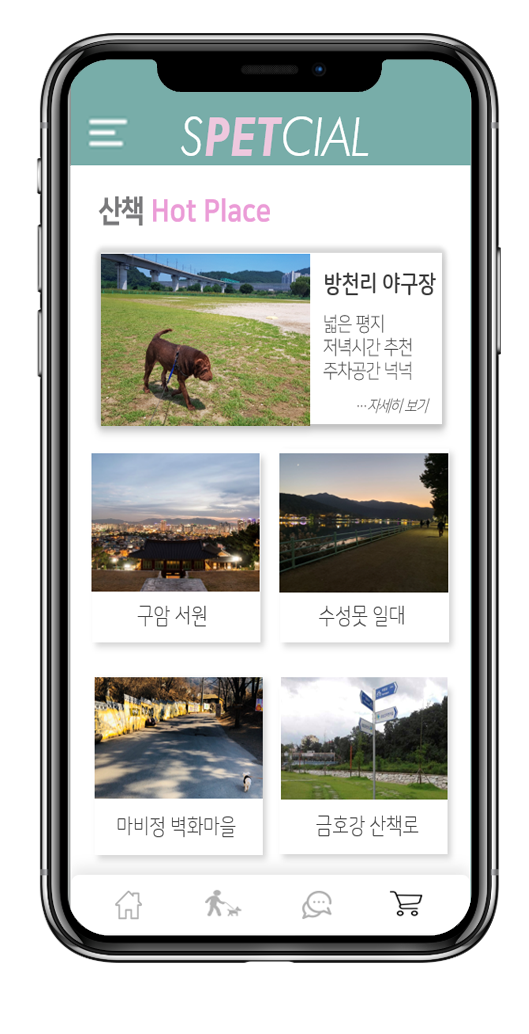 SPETCIAL
산책 Hot Place
방천리 야구장
넓은 평지
저녁시간 추천
주차공간 넉넉
…자세히 보기
구암 서원
수성못 일대
마비정 벽화마을
금호강 산책로